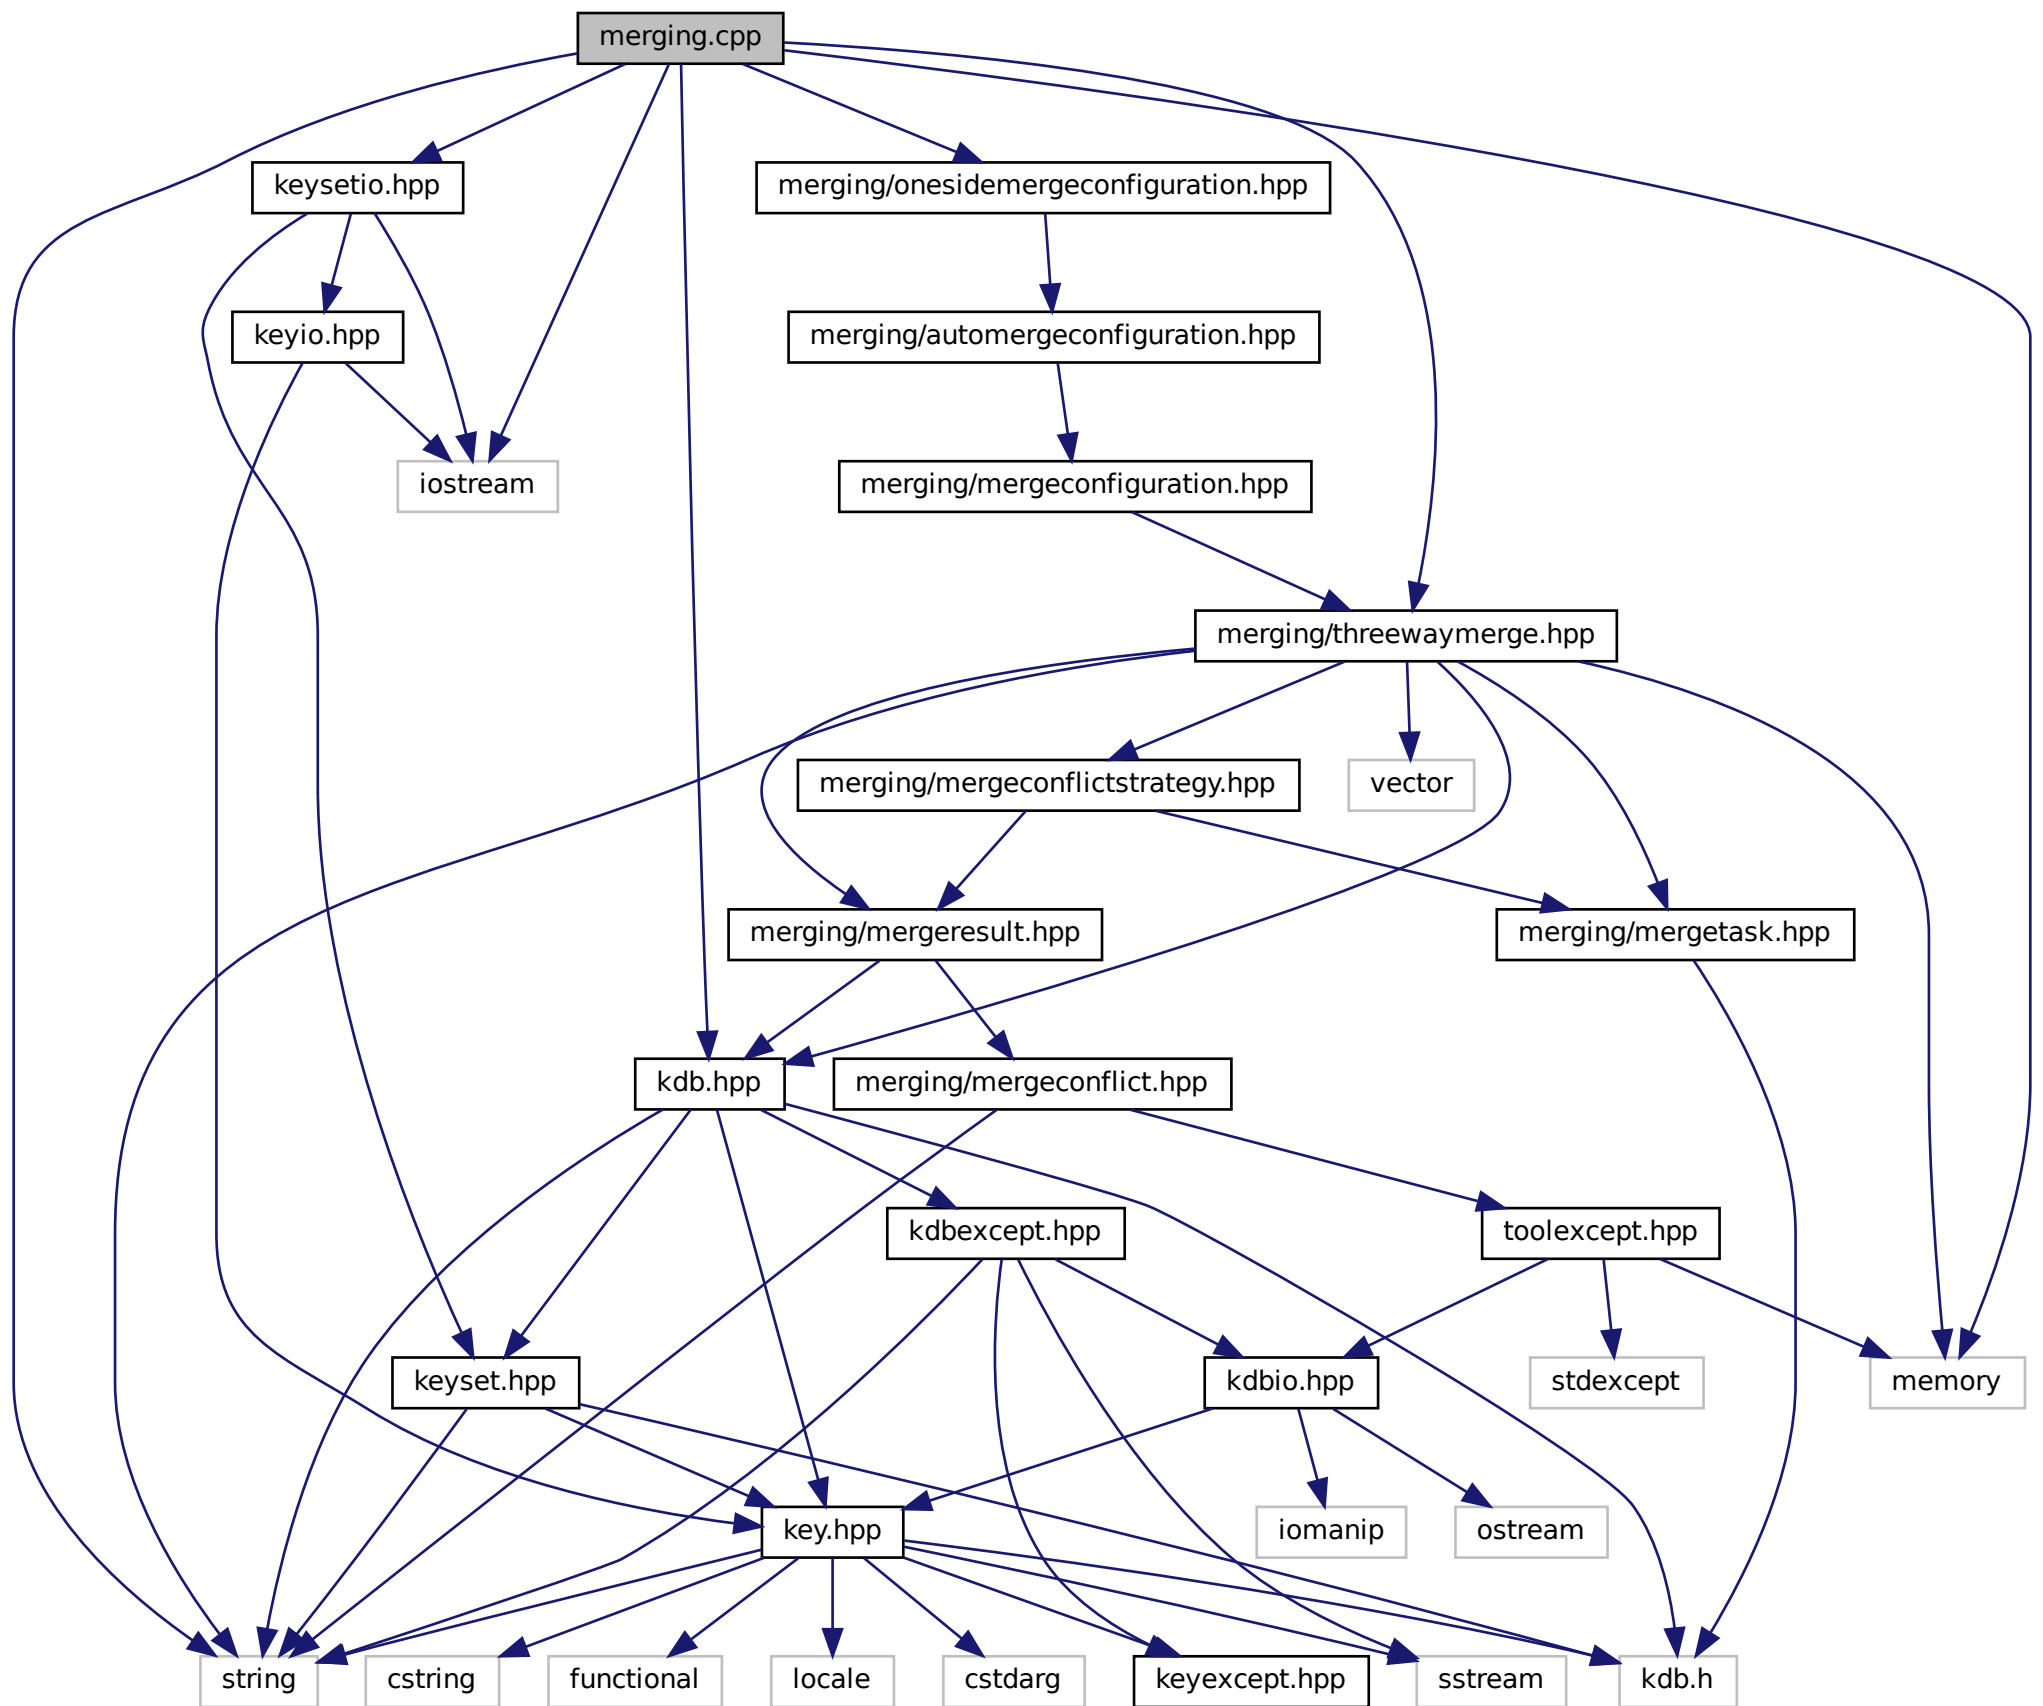 merging.cpp
keysetio.hpp
merging/onesidemergeconfiguration.hpp
keyio.hpp
merging/automergeconfiguration.hpp
iostream
merging/mergeconfiguration.hpp
merging/threewaymerge.hpp
merging/mergeconflictstrategy.hpp
vector
merging/mergeresult.hpp
merging/mergetask.hpp
kdb.hpp
merging/mergeconflict.hpp
kdbexcept.hpp
toolexcept.hpp
keyset.hpp
kdbio.hpp
stdexcept
memory
key.hpp
iomanip
ostream
string
cstring
functional
locale
cstdarg
keyexcept.hpp
sstream
kdb.h